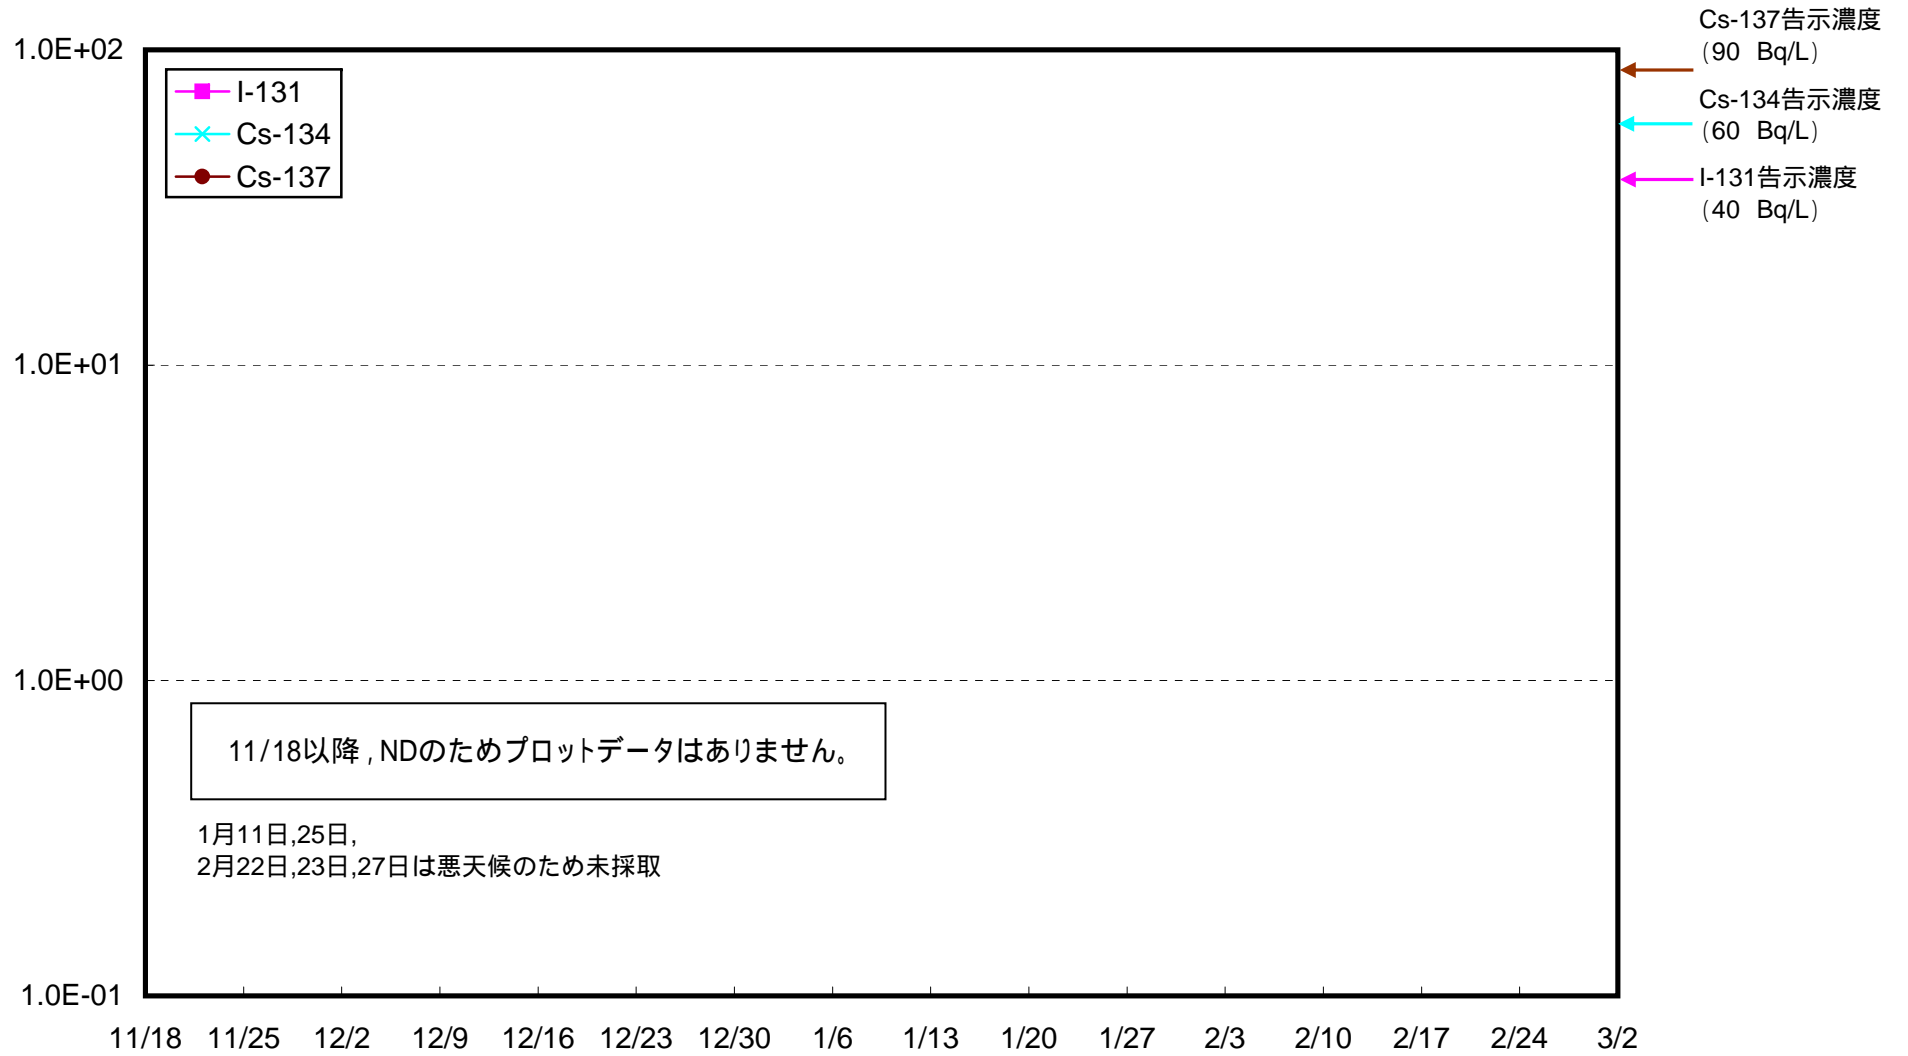 Cs-137告示濃度
(90 Bq/L)
Cs-134告示濃度
(60 Bq/L)
I-131告示濃度
(40 Bq/L)
1.0E+02
1.0E+01
1.0E+00
1.0E-01
I-131
Cs-134
Cs-137
11/18以降,NDのためプロットデータはありません。
1月11日,25日,
2月22日,23日,27日は悪天候のため未採取
11/18 11/25 12/2 12/9 12/16 12/23 12/30 1/6 1/13 1/20 1/27 2/3 2/10 2/17 2/24 3/2